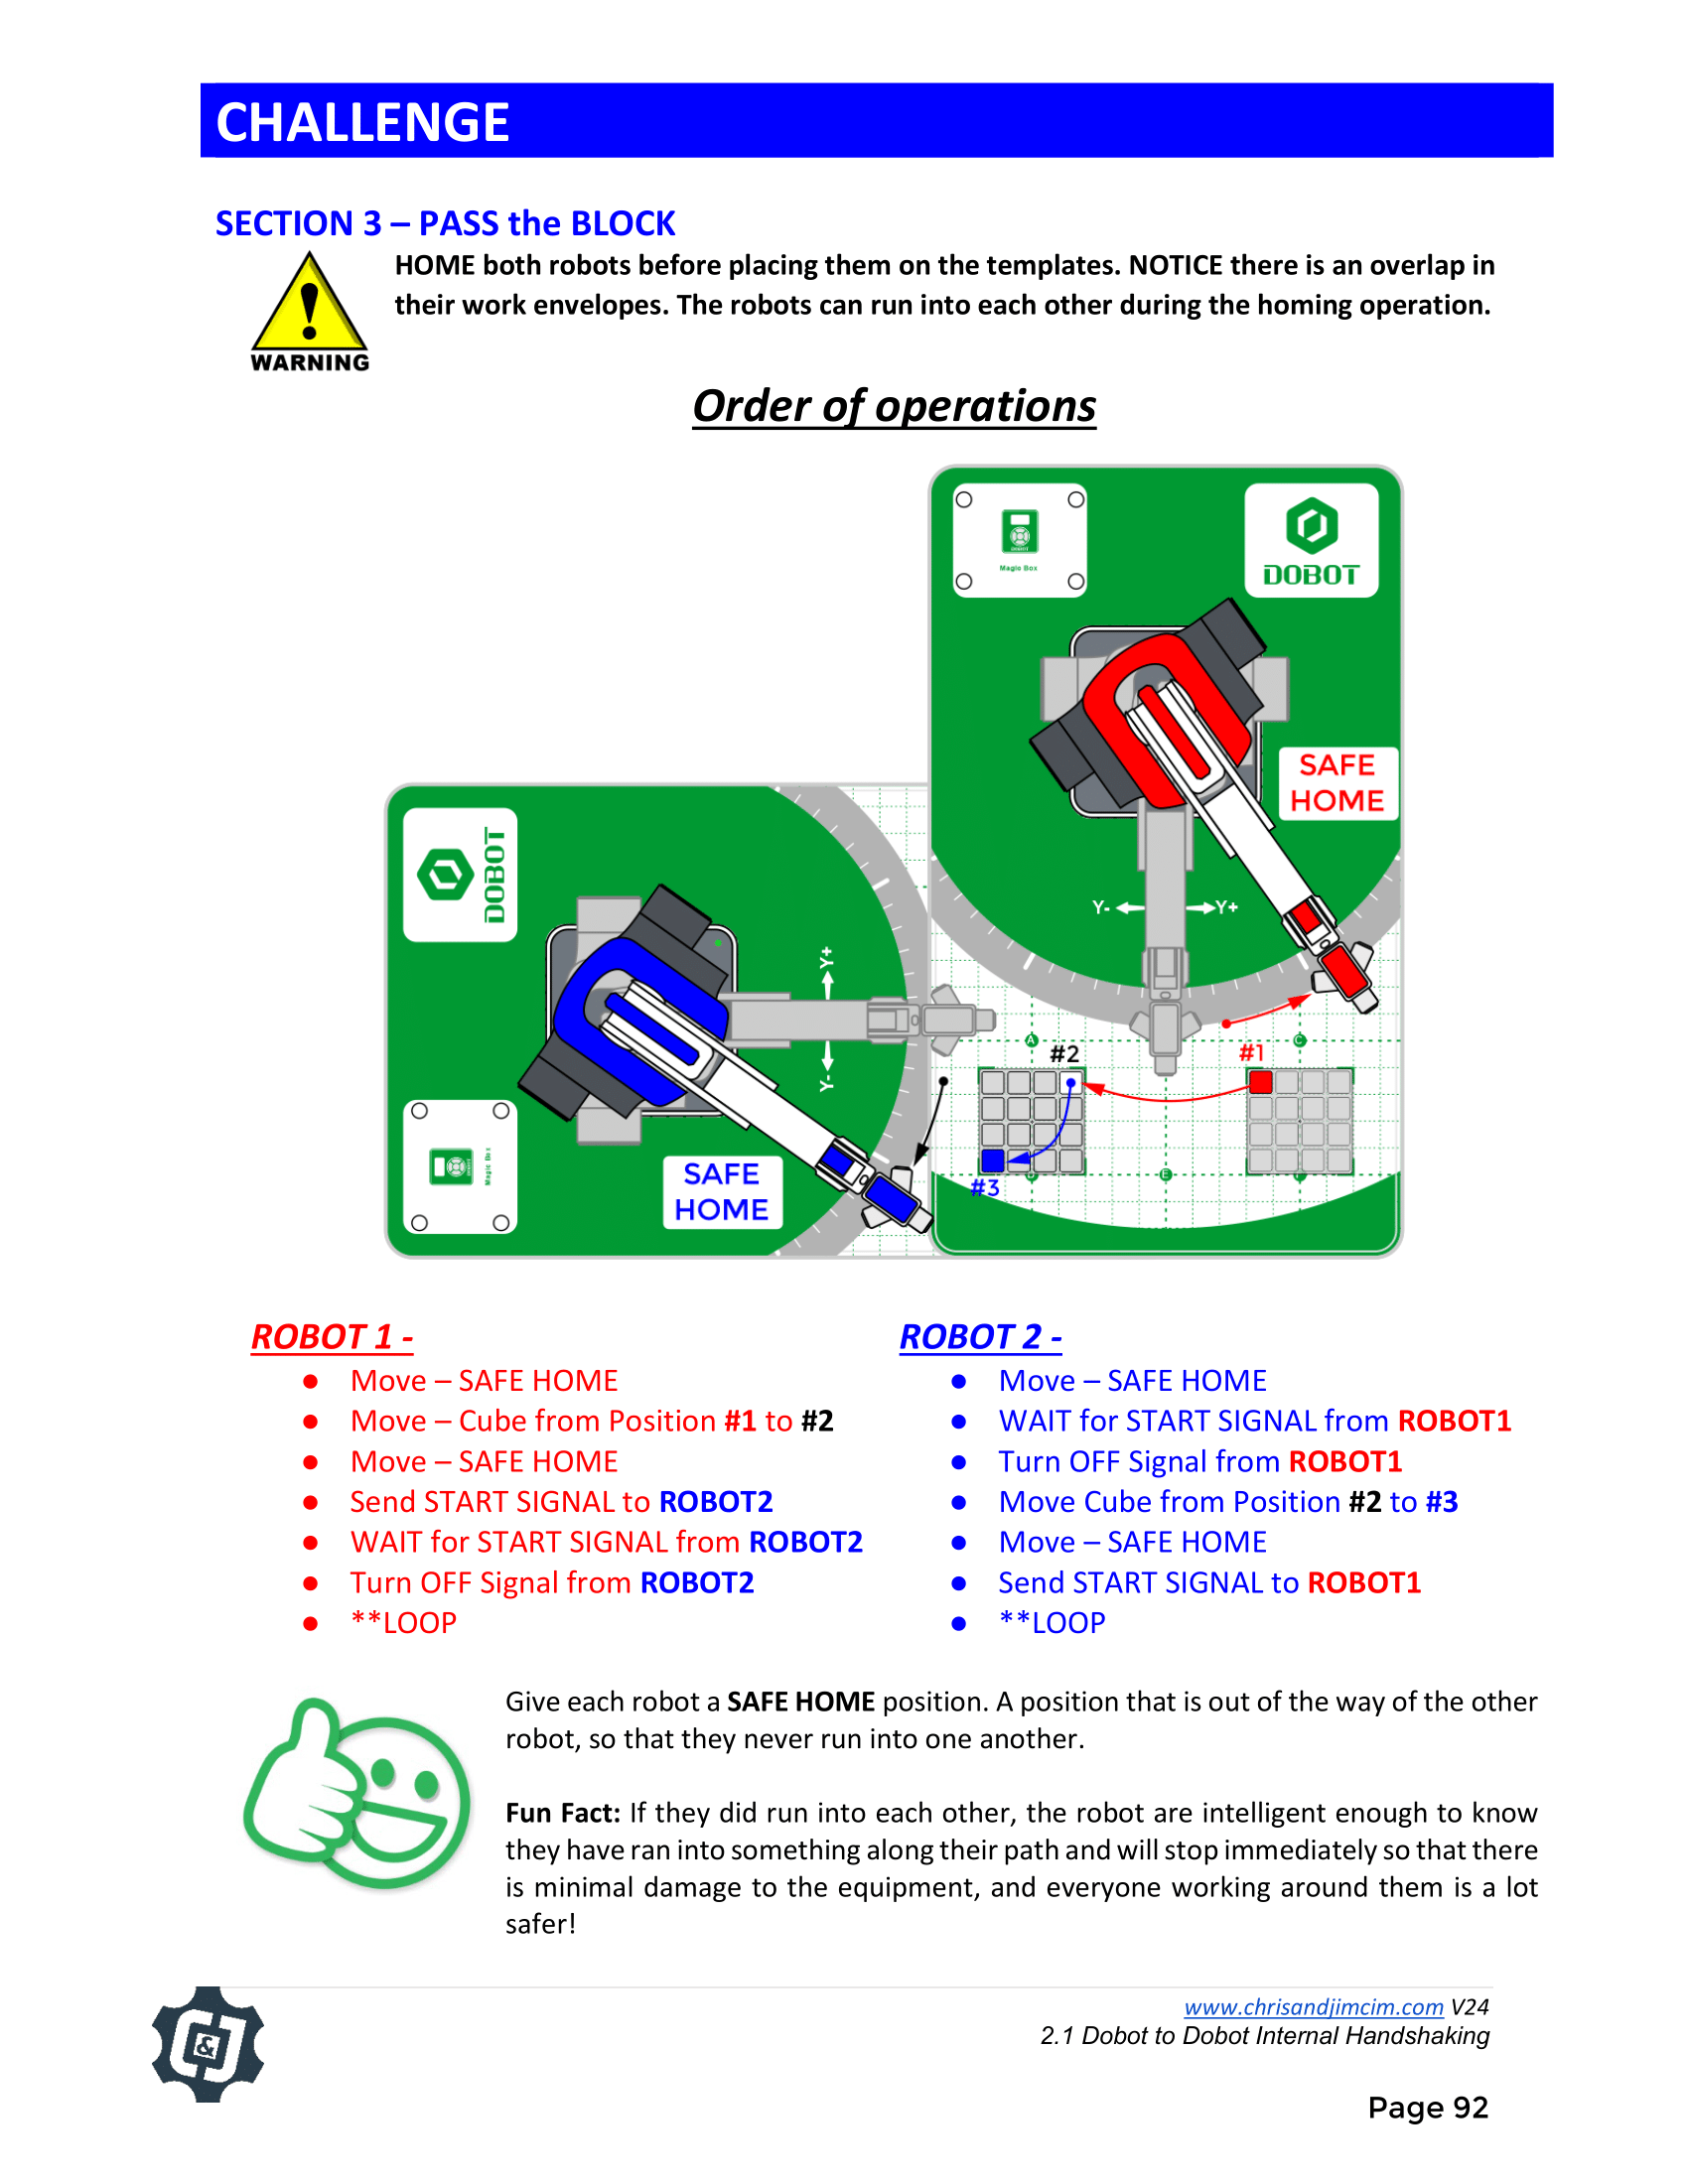 CHALLENGE
SECTION 3 – PASS the BLOCK
WARNING
HOME both robots before placing them on the templates. NOTICE there is an overlap in
their work envelopes. The robots can run into each other during the homing operation.
Order of operations
Magic Box
DOBOT
SAFE
HOME
Y- Y+
DOBOT
Y+
Y-
Magic Box
SAFE
HOME
A
C
#2
#1
#3
D
E
F
ROBOT 1 -
● Move – SAFE HOME
● Move – Cube from Position #1 to #2
● Move – SAFE HOME
● Send START SIGNAL to ROBOT2
● WAIT for START SIGNAL from ROBOT2
● Turn OFF Signal from ROBOT2
● **LOOP
ROBOT 2 -
● Move – SAFE HOME
● WAIT for START SIGNAL from ROBOT1
● Turn OFF Signal from ROBOT1
● Move Cube from Position #2 to #3
● Move – SAFE HOME
● Send START SIGNAL to ROBOT1
● **LOOP
Give each robot a SAFE HOME position. A position that is out of the way of the other
robot, so that they never run into one another.
Fun Fact: If they did run into each other, the robot are intelligent enough to know
they have ran into something along their path and will stop immediately so that there
is minimal damage to the equipment, and everyone working around them is a lot
safer!
C&J
www.chrisandjimcim.com V24
2.1 Dobot to Dobot Internal Handshaking
Page 92